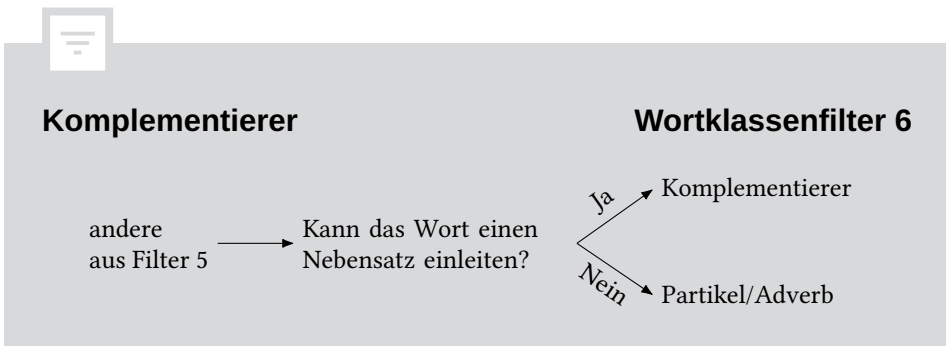 Komplementierer
Wortklassenfilter 6
andere
aus Filter 5
Kann das Wort einen
Nebensatz einleiten?
Ja
Nein
Komplementierer
Partikel/Adverb